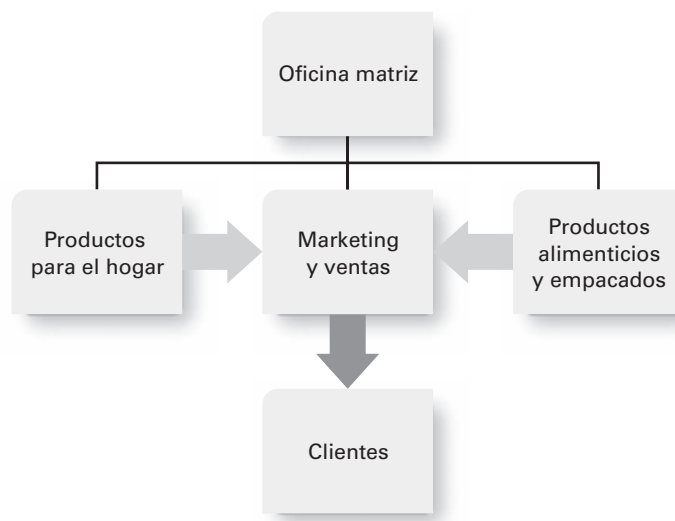 Oficina matriz
Productos
para el hogar
Marketing
y ventas
Productos
alimenticios
y empacados
Clientes